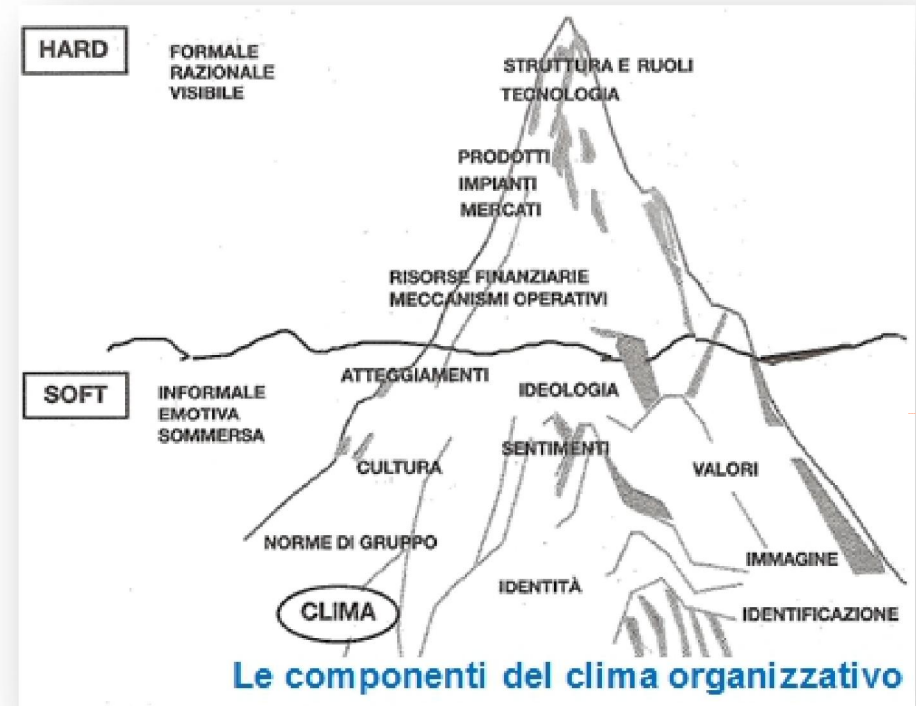 HARD
FORMALE
RAZIONALE
VISIBILE
STRUTTURA E RUOLI
TECNOLOGIA
PRODOTTI
IMPIANTI
MERCATI
RISORSE FINANZIARIE
MECCANISMI OPERATIVI
SOFT
INFORMALE
EMOTIVA
SOMMERSA
ATTEGGIAMENTI
IDEOLOGIA
CULTURA
SENTIMENTI
VALORI
NORME DI GRUPPO
IMMAGINE
IDENTITÀ
CLIMA
IDENTIFICAZIONE
Le componenti del clima organizzativo